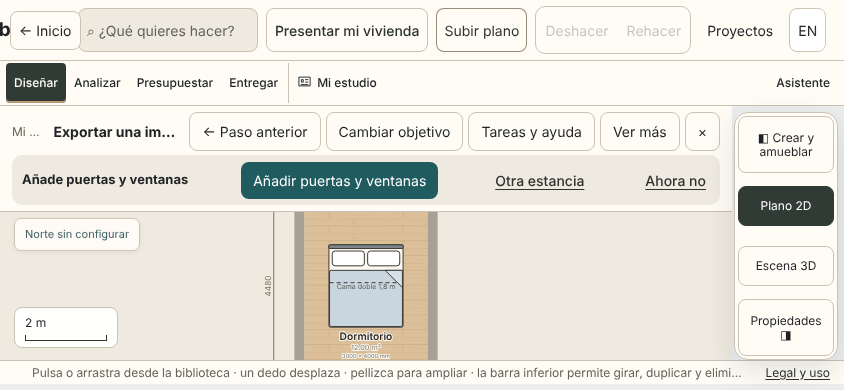 b
← Inicio
¿Qué quieres hacer?
Presentar mi vivienda
Subir plano
Deshacer
Rehacer
Proyectos
EN
Diseñar
Analizar
Presupuestar
Entregar
Mi estudio
Asistente
Mi ...
Exportar una im...
← Paso anterior
Cambiar objetivo
Tareas y ayuda
Ver más
×
Añade puertas y ventanas
Añadir puertas y ventanas
Otra estancia
Ahora no
Crear y
amueblar
Plano 2D
Escena 3D
Propiedades
Norte sin configurar
2 m
4480
Cama doble 1,8 m
Dormitorio
12,00 m²
3000 x 4000 mm
Pulsa o arrastra desde la biblioteca · un dedo desplaza · pellizca para ampliar · la barra inferior permite girar, duplicar y elimi...
Legal y uso